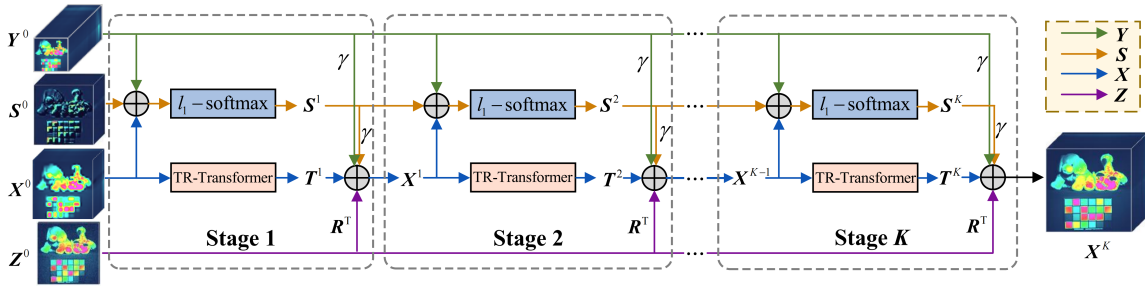 Y⁰
S⁰
X⁰
Z⁰
l₁−softmax
S¹
γ
γ
TR-Transformer
T¹
Rᵀ
Stage 1
X¹
l₁−softmax
S²
γ
γ
TR-Transformer
T²
Rᵀ
Stage 2
...
...
...
...
Xᴷ⁻¹
l₁−softmax
Sᴷ
γ
γ
TR-Transformer
Tᴷ
Rᵀ
Stage K
Y
S
X
Z
Xᴷ